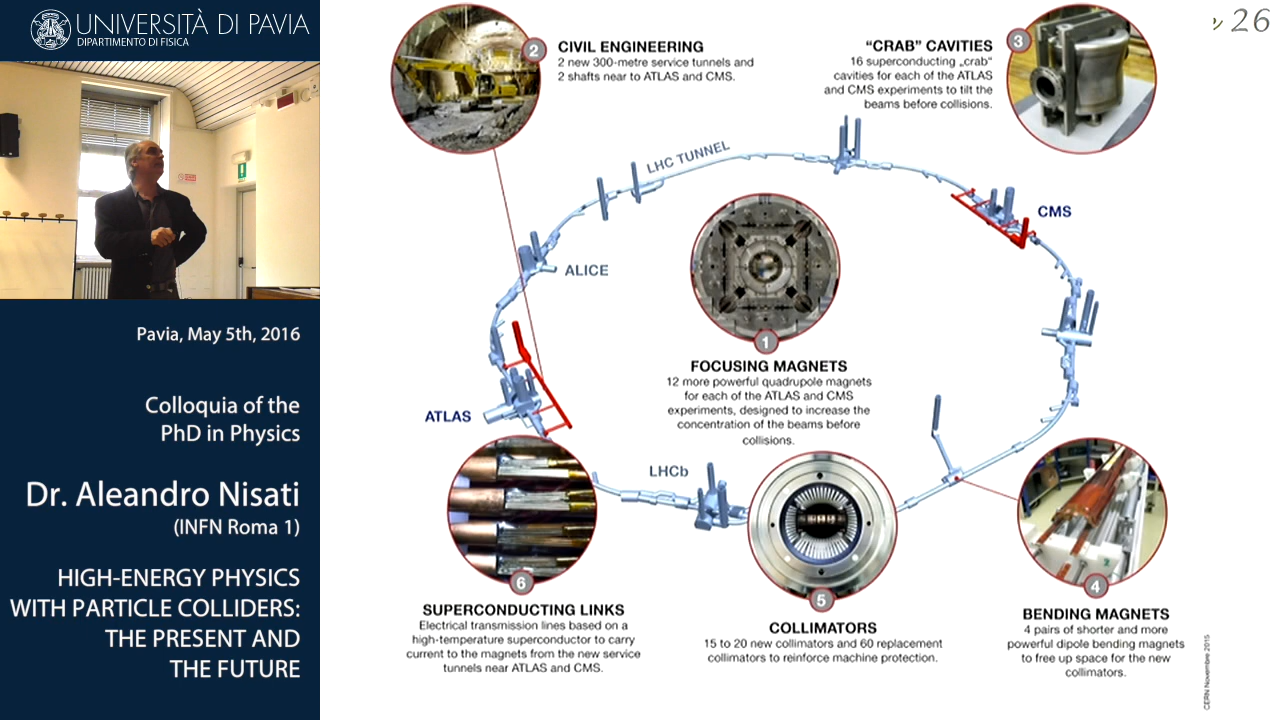 UNIVERSITÀ DI PAVIA
DIPARTIMENTO DI FISICA
Pavia, May 5th, 2016
Colloquia of the
PhD in Physics
Dr. Aleandro Nisati
(INFN Roma 1)
HIGH-ENERGY PHYSICS
WITH PARTICLE COLLIDERS:
THE PRESENT AND
THE FUTURE
26
2
CIVIL ENGINEERING
2 new 300-metre service tunnels and
2 shafts near to ATLAS and CMS.
3
“CRAB” CAVITIES
16 superconducting „crab“
cavities for each of the ATLAS
and CMS experiments to tilt the
beams before collisions.
LHC TUNNEL
CMS
ALICE
1
FOCUSING MAGNETS
12 more powerful quadrupole magnets
for each of the ATLAS and CMS
experiments, designed to increase the
concentration of the beams before
collisions.
ATLAS
LHCb
6
SUPERCONDUCTING LINKS
Electrical transmission lines based on a
high-temperature superconductor to carry
current to the magnets from the new service
tunnels near ATLAS and CMS.
5
COLLIMATORS
15 to 20 new collimators and 60 replacement
collimators to reinforce machine protection.
4
BENDING MAGNETS
4 pairs of shorter and more
powerful dipole bending magnets
to free up space for the new
collimators.
CERN Novembre 2015